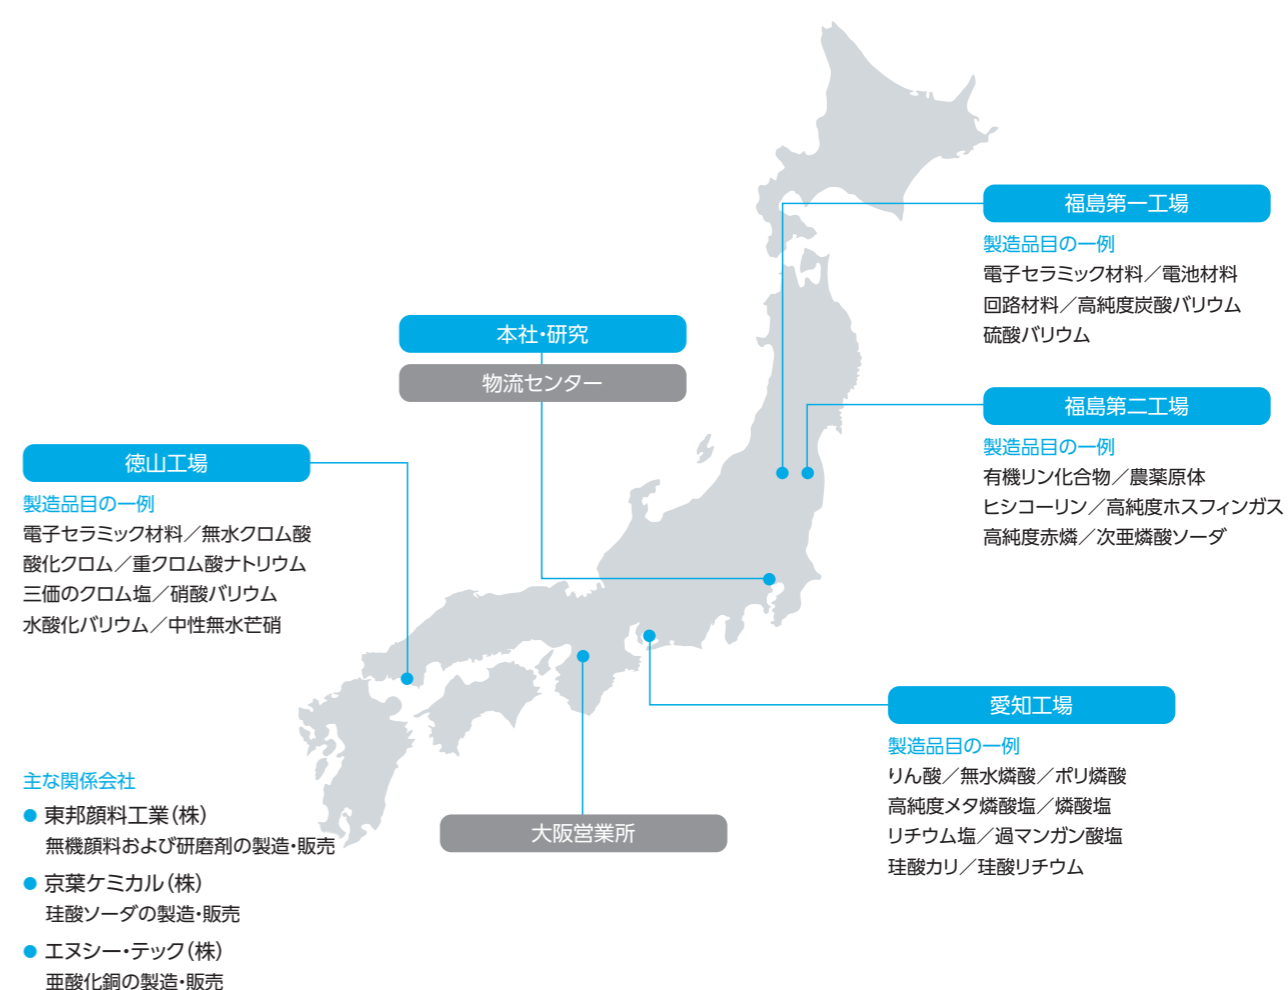 福島第一工場
製造品目の一例
電子セラミック材料／電池材料
回路材料／高純度炭酸バリウム
硫酸バリウム
本社・研究
物流センター
福島第二工場
製造品目の一例
有機リン化合物／農薬原体
ヒシコーリン／高純度ホスフィンガス
高純度赤燐／次亜燐酸ソーダ
徳山工場
製造品目の一例
電子セラミック材料／無水クロム酸
酸化クロム／重クロム酸ナトリウム
三価のクロム塩／硝酸バリウム
水酸化バリウム／中性無水芒硝
愛知工場
製造品目の一例
りん酸／無水燐酸／ポリ燐酸
高純度メタ燐酸塩／燐酸塩
リチウム塩／過マンガン酸塩
珪酸カリ／珪酸リチウム
大阪営業所
主な関係会社
● 東邦顔料工業（株）
無機顔料および研磨剤の製造・販売
● 京葉ケミカル（株）
珪酸ソーダの製造・販売
● エヌシー・テック（株）
亜酸化銅の製造・販売